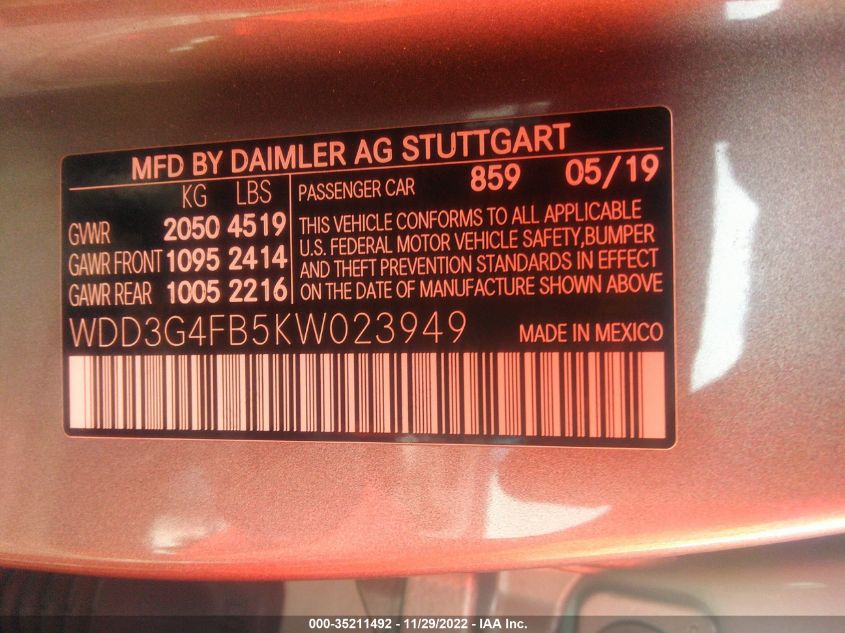 MFD BY DAIMLER AG STUTTGART
KG LBS
GVWR 2050 4519
GAWR FRONT 1095 2414
GAWR REAR 1005 2216
PASSENGER CAR 859 05/19
THIS VEHICLE CONFORMS TO ALL APPLICABLE
U.S. FEDERAL MOTOR VEHICLE SAFETY,BUMPER
AND THEFT PREVENTION STANDARDS IN EFFECT
ON THE DATE OF MANUFACTURE SHOWN ABOVE
WDD3G4FB5KW023949 MADE IN MEXICO
000-35211492 - 11/29/2022 - IAA Inc.